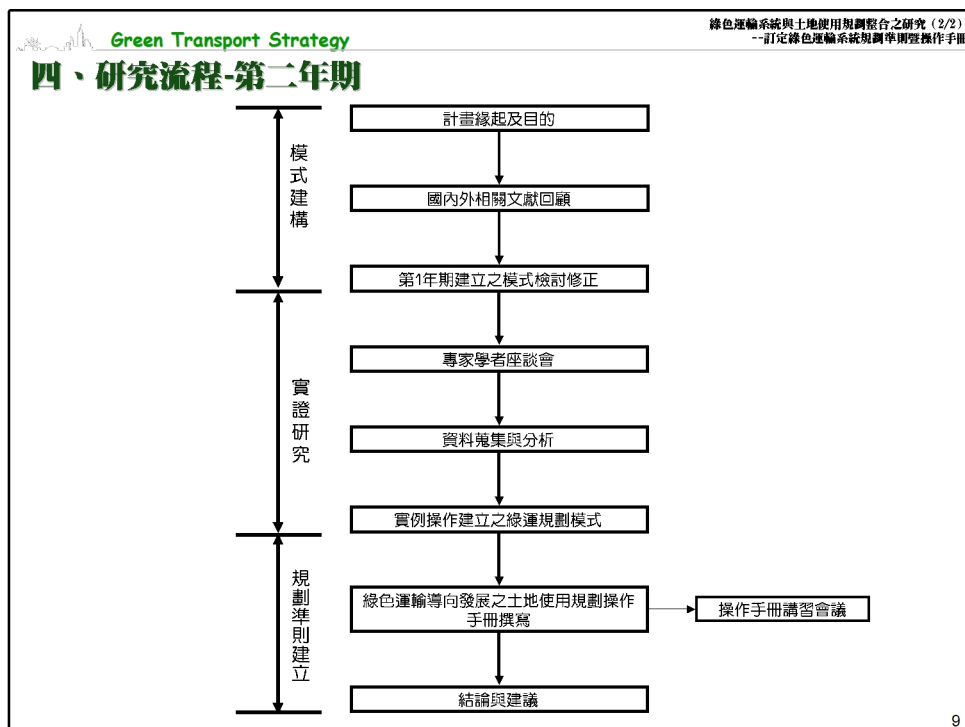 Green Transport Strategy
綠色運輸系統與土地使用規劃整合之研究 (2/2)
--訂定綠色運輸系統規劃準則暨操作手冊
四、研究流程-第二年期
模式建構
計畫緣起及目的
國內外相關文獻回顧
第1年期建立之模式檢討修正
實證研究
專家學者座談會
資料蒐集與分析
實例操作建立之綠運規劃模式
規劃準則建立
綠色運輸導向發展之土地使用規劃操作
手冊撰寫
操作手冊講習會議
結論與建議
9